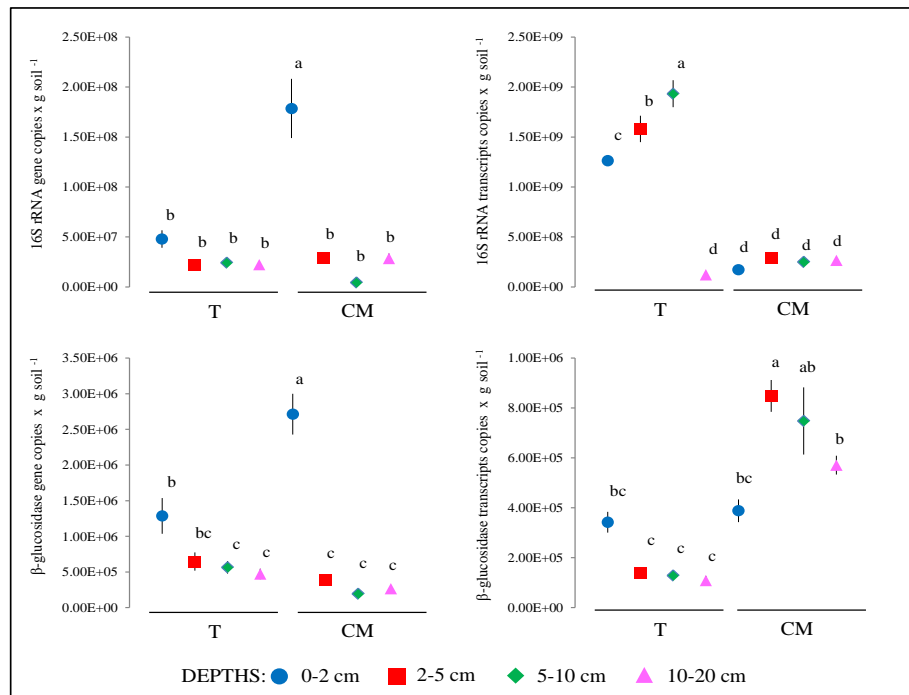 16S rRNA gene copies x g soil -1
2.50E+08
2.00E+08
1.50E+08
1.00E+08
5.00E+07
0.00E+00
a
b
b b b
b
b
b
T CM
16S rRNA transcripts copies x g soil -1
2.50E+09
2.00E+09
1.50E+09
1.00E+09
5.00E+08
0.00E+00
a
b
c
d d d d d
T CM
β-glucosidase gene copies x g soil -1
3.50E+06
3.00E+06
2.50E+06
2.00E+06
1.50E+06
1.00E+06
5.00E+05
0.00E+00
a
b
bc c c
c c c
T CM
β-glucosidase transcripts copies x g soil -1
1.00E+06
8.00E+05
6.00E+05
4.00E+05
2.00E+05
0.00E+00
a ab
b
bc bc
c c c
T CM
DEPTHS: 0-2 cm 2-5 cm 5-10 cm 10-20 cm